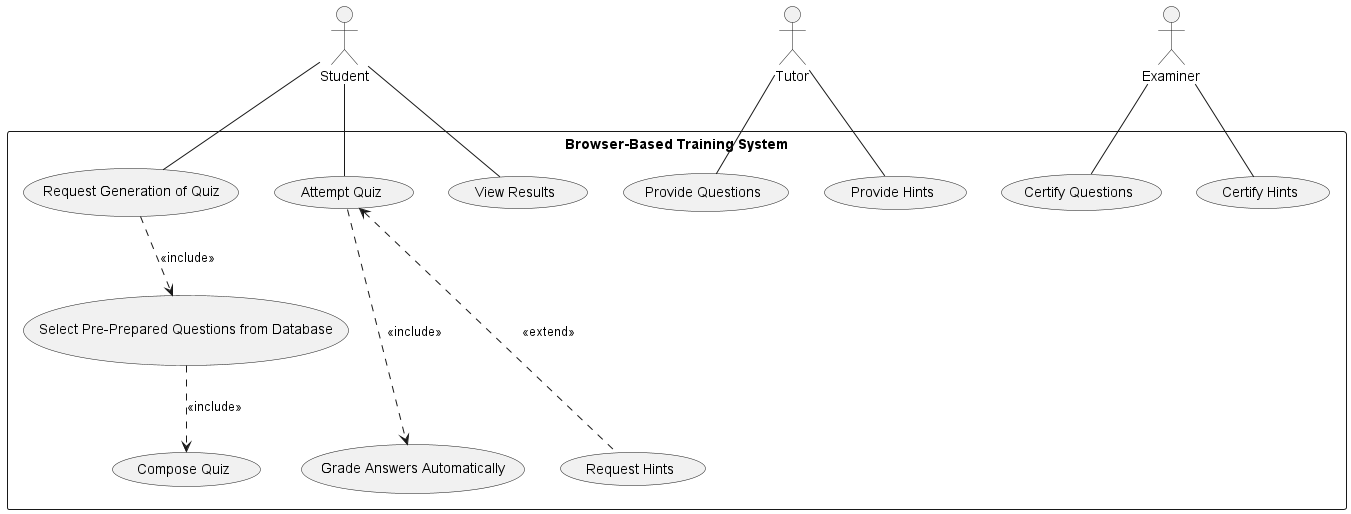 Student
Tutor
Examiner
Browser-Based Training System
Request Generation of Quiz
Attempt Quiz
View Results
Provide Questions
Provide Hints
Certify Questions
Certify Hints
«include»
Select Pre-Prepared Questions from Database
«include»
«extend»
«include»
Compose Quiz
Grade Answers Automatically
Request Hints